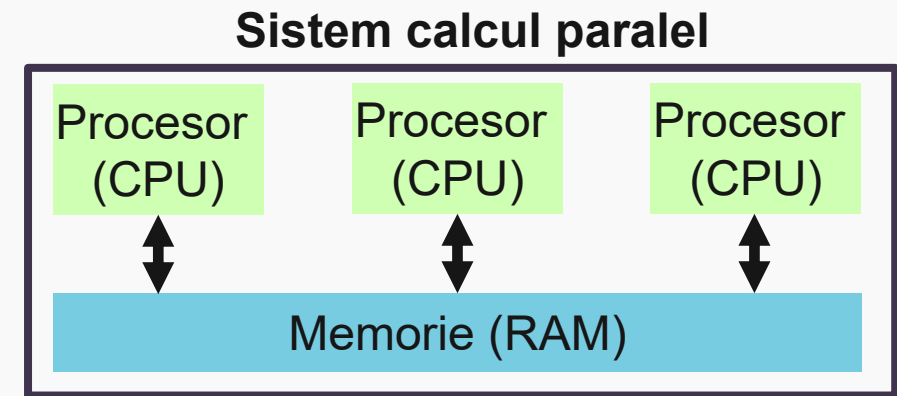 Sistem calcul paralel
Procesor
(CPU)
Procesor
(CPU)
Procesor
(CPU)
Memorie (RAM)